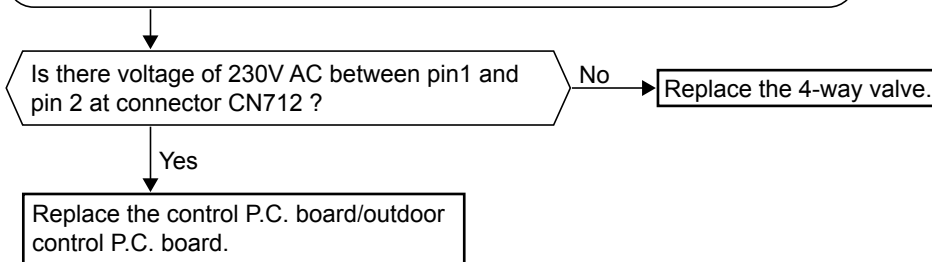 Is there voltage of 230V AC between pin1 and
pin 2 at connector CN712 ?
No
Replace the 4-way valve.
Yes
Replace the control P.C. board/outdoor
control P.C. board.